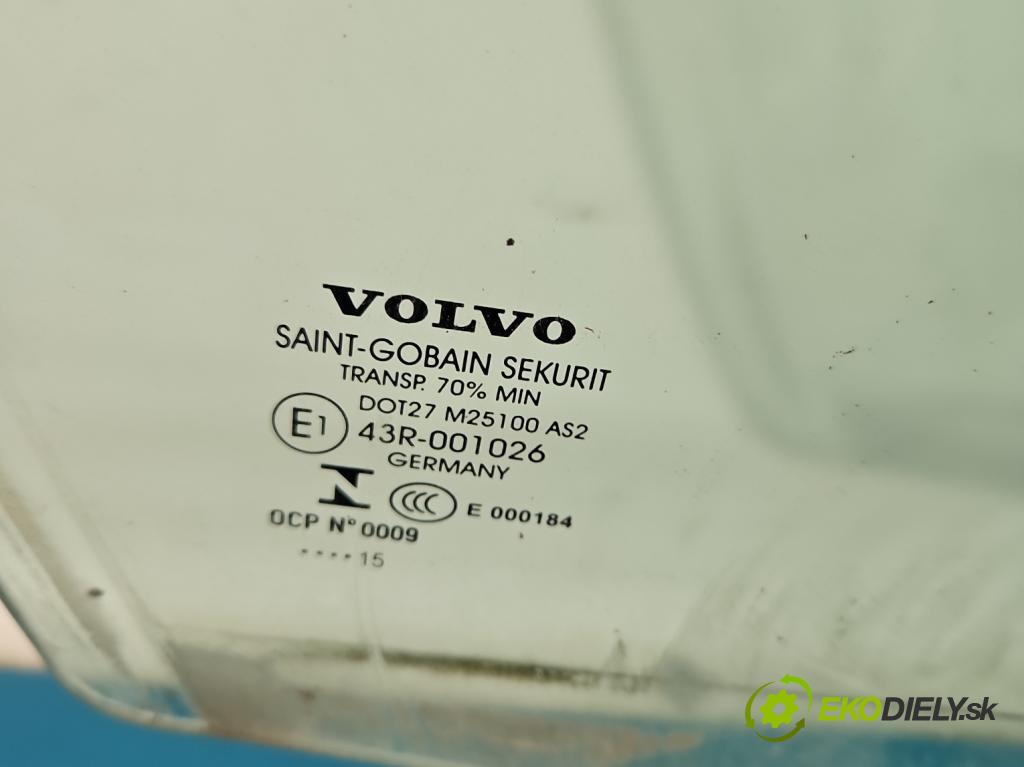 VOLVO
SAINT-GOBAIN SEKURIT
TRANSP. 70% MIN
DOT27 M25100 AS2
E1 43R-001026
GERMANY
CCC E 000184
OCP N° 0009
····15
EKODIELY.sk